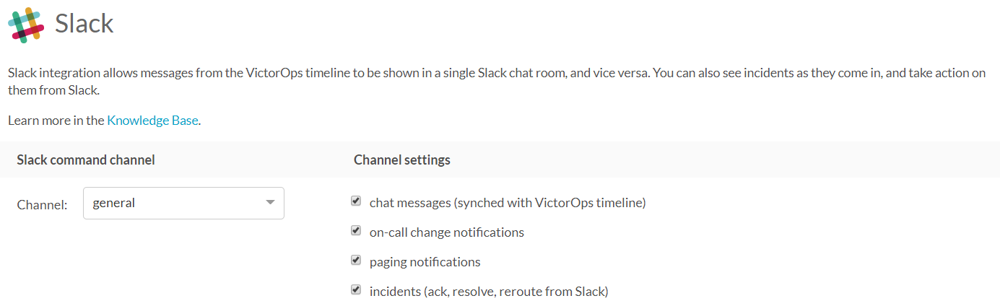 Slack
Slack integration allows messages from the VictorOps timeline to be shown in a single Slack chat room, and vice versa. You can also see incidents as they come in, and take action on
them from Slack.
Learn more in the Knowledge Base.
Slack command channel
Channel settings
Channel:
general
chat messages (synched with VictorOps timeline)
on-call change notifications
paging notifications
incidents (ack, resolve, reroute from Slack)